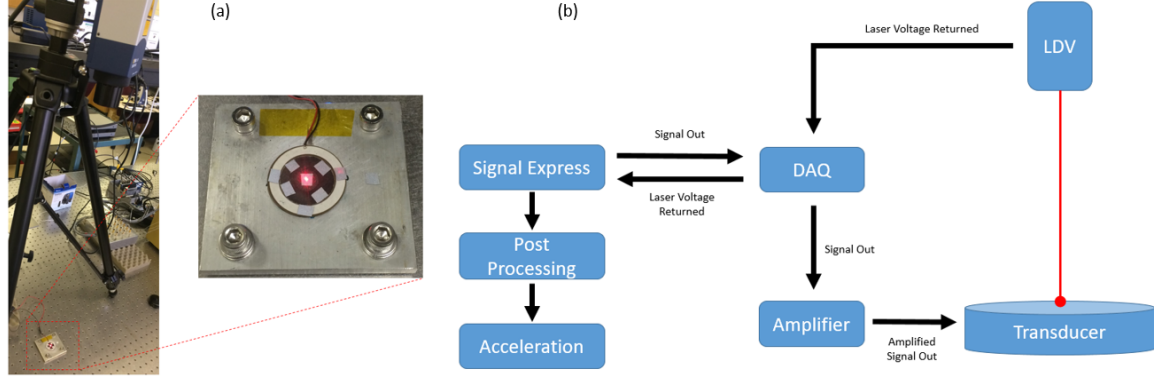 (a)
(b)
Laser Voltage Returned
LDV
Signal Out
Signal Express
DAQ
Laser Voltage
Returned
Post
Processing
Signal Out
Acceleration
Amplifier
Amplified
Signal Out
Transducer